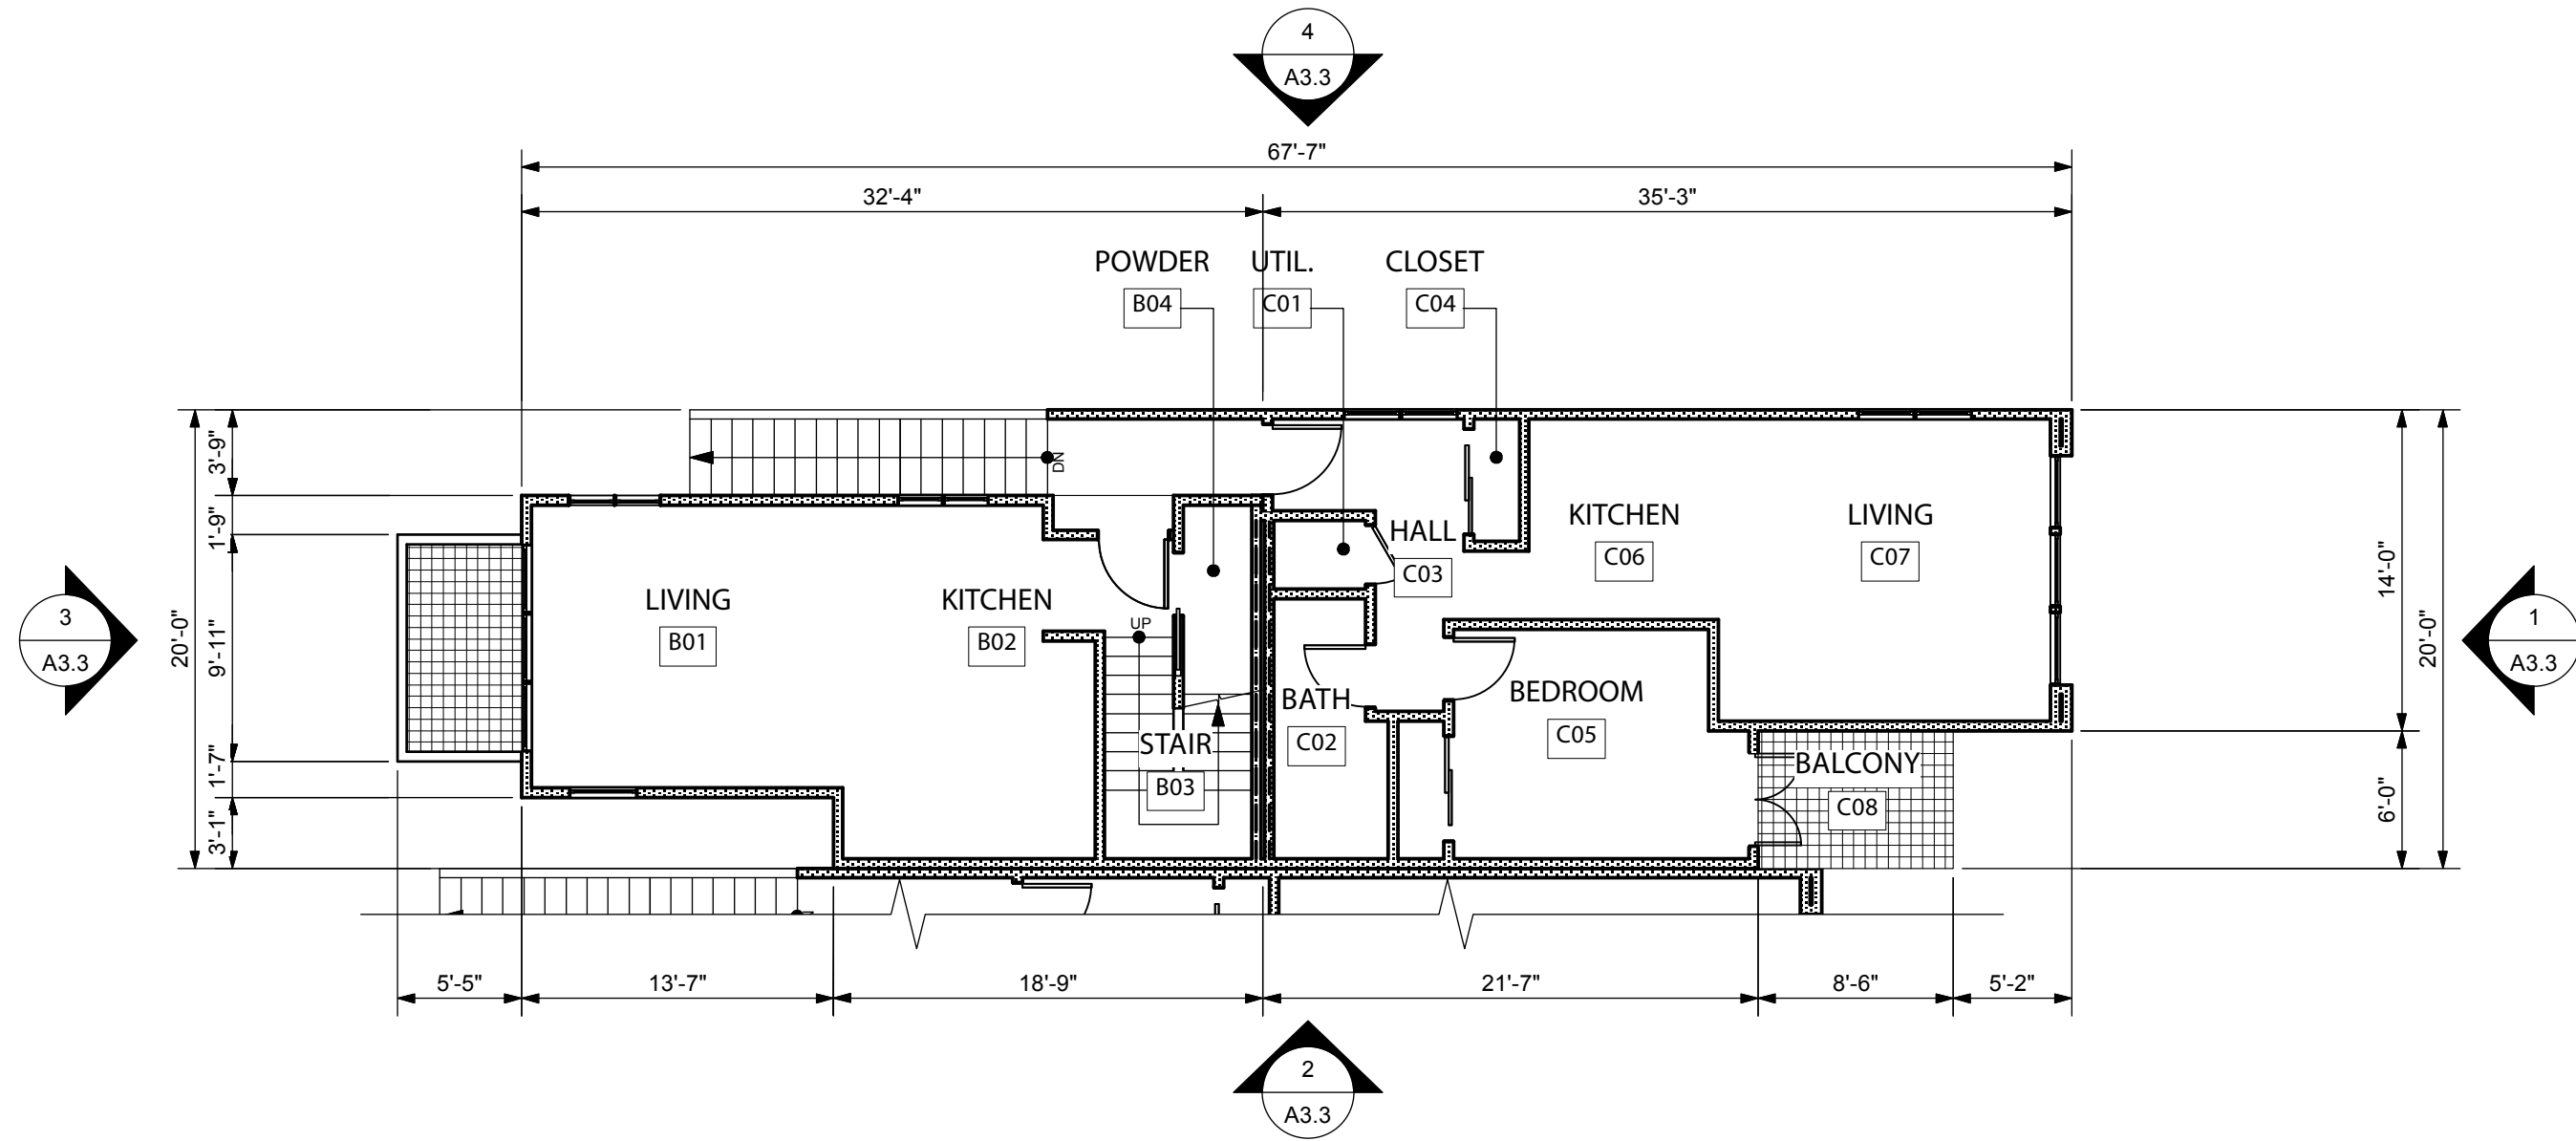 4
A3.3
67'-7"
32'-4"
35'-3"
POWDER
B04
UTIL.
C01
CLOSET
C04
DN
3'-9"
1'-9"
9'-11"
1'-7"
3'-1"
20'-0"
3
A3.3
LIVING
B01
KITCHEN
B02
UP
STAIR
B03
HALL
C03
BATH
C02
BEDROOM
C05
KITCHEN
C06
LIVING
C07
BALCONY
C08
14'-0"
6'-0"
20'-0"
1
A3.3
5'-5"
13'-7"
18'-9"
21'-7"
8'-6"
5'-2"
2
A3.3